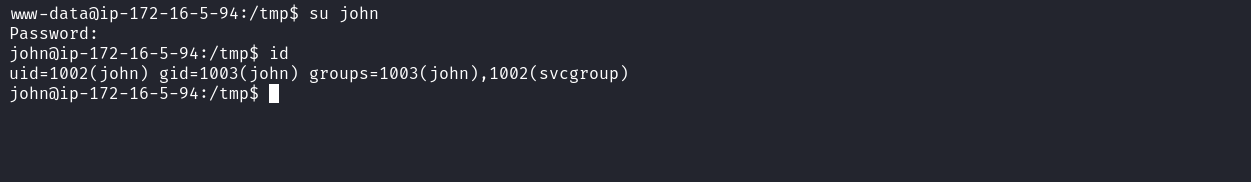 www-data@ip-172-16-5-94:/tmp$ su john
Password:
john@ip-172-16-5-94:/tmp$ id
uid=1002(john) gid=1003(john) groups=1003(john),1002(svcgroup)
john@ip-172-16-5-94:/tmp$